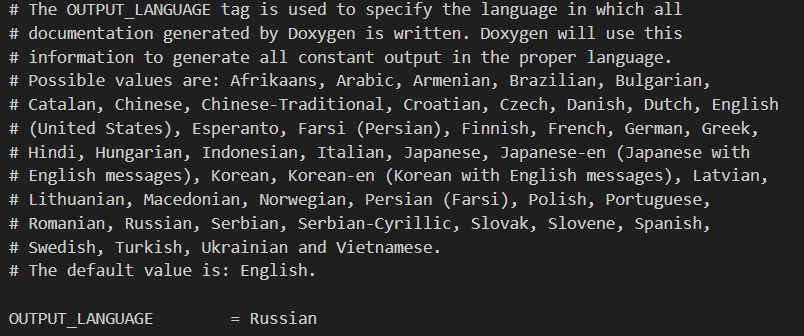 # The OUTPUT_LANGUAGE tag is used to specify the language in which all
# documentation generated by Doxygen is written. Doxygen will use this
# information to generate all constant output in the proper language.
# Possible values are: Afrikaans, Arabic, Armenian, Brazilian, Bulgarian,
# Catalan, Chinese, Chinese-Traditional, Croatian, Czech, Danish, Dutch, English
# (United States), Esperanto, Farsi (Persian), Finnish, French, German, Greek,
# Hindi, Hungarian, Indonesian, Italian, Japanese, Japanese-en (Japanese with
# English messages), Korean, Korean-en (Korean with English messages), Latvian,
# Lithuanian, Macedonian, Norwegian, Persian (Farsi), Polish, Portuguese,
# Romanian, Russian, Serbian, Serbian-Cyrillic, Slovak, Slovene, Spanish,
# Swedish, Turkish, Ukrainian and Vietnamese.
# The default value is: English.
OUTPUT_LANGUAGE        = Russian